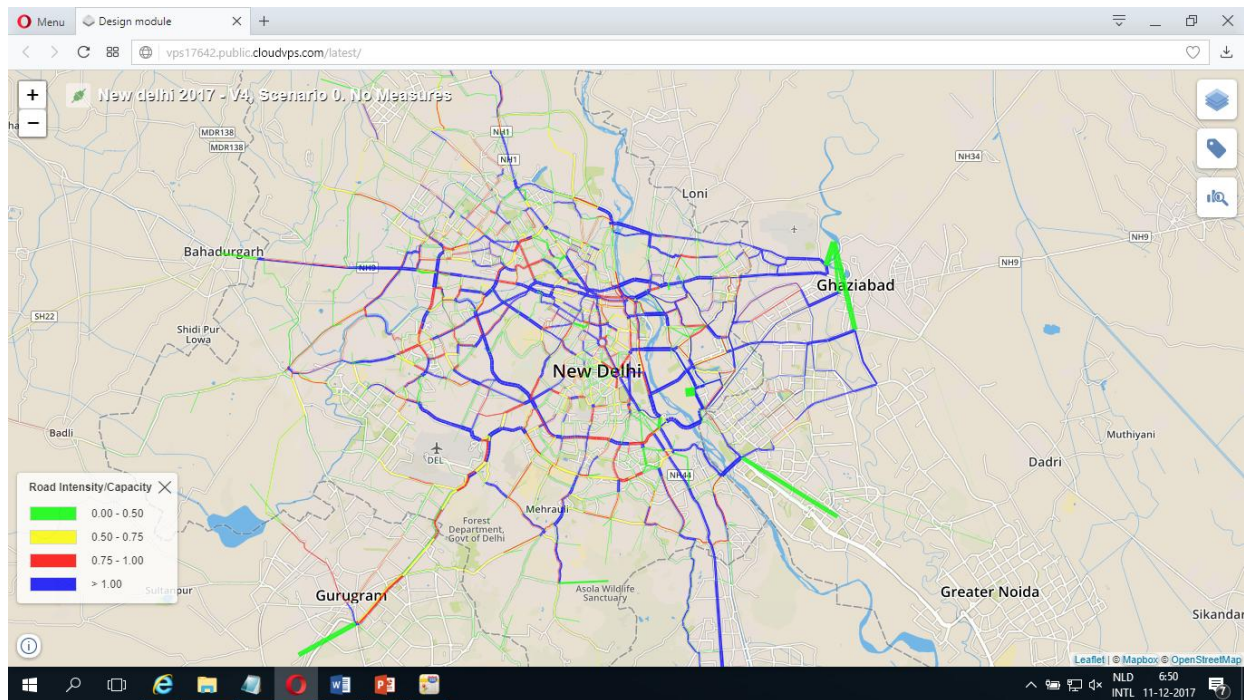 Menu
Design module
vps17642.public.cloudvps.com/latest/
New delhi 2017 - V4, Scenario 0. No Measures
+
−
MDR138
MDR138
NH1
NH1
NH34
Loni
NH9
Bahadurgarh
NH9
NH9
Ghaziabad
SH22
Shidi Pur
Lowa
New Delhi
Badli
DEL
Muthiyani
Dadri
NH44
Road Intensity/Capacity
0.00 - 0.50
0.50 - 0.75
0.75 - 1.00
> 1.00
Mehrauli
Forest
Department,
Govt of Delhi
Asola Wildlife
Sanctuary
Gurugram
Greater Noida
Sikandar
Leaflet | © Mapbox © OpenStreetMap
NLD
INTL
6:50
11-12-2017
7